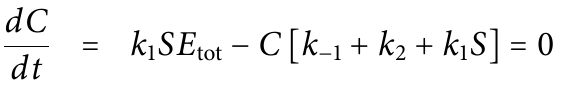 dC/dt = k₁SE_tot − C [k₋₁ + k₂ + k₁S] = 0